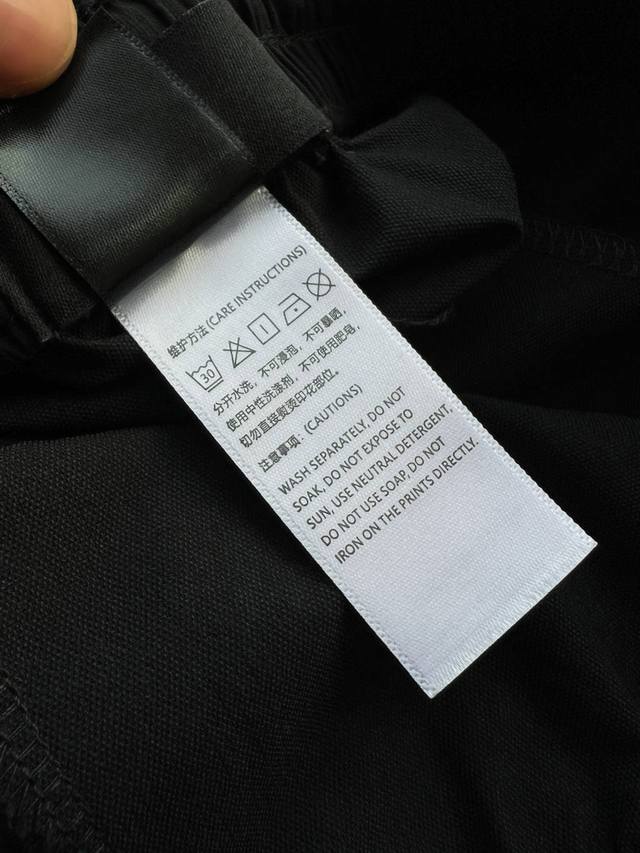 维护方法 (CARE INSTRUCTIONS)
30
分开水洗，不可浸泡，不可暴晒，
使用中性洗涤剂，不可使用肥皂，
切勿直接熨烫印花部位。
注意事项：(CAUTIONS)
WASH SEPARATELY, DO NOT
SOAK, DO NOT EXPOSE TO
SUN, USE NEUTRAL DETERGENT,
DO NOT USE SOAP, DO NOT
IRON ON THE PRINTS DIRECTLY.